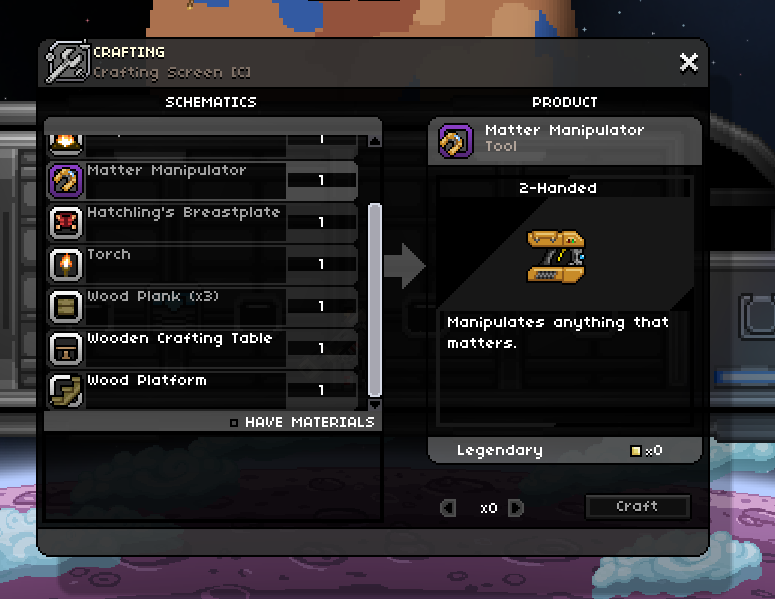 CRAFTING
Crafting Screen [C]
SCHEMATICS
1
Matter Manipulator
1
Hatchling's Breastplate
1
Torch
1
Wood Plank (x3)
1
Wooden Crafting Table
1
Wood Platform
1
HAVE MATERIALS
PRODUCT
Matter Manipulator
Tool
2-Handed
Manipulates anything that
matters.
Legendary
x0
x0
Craft